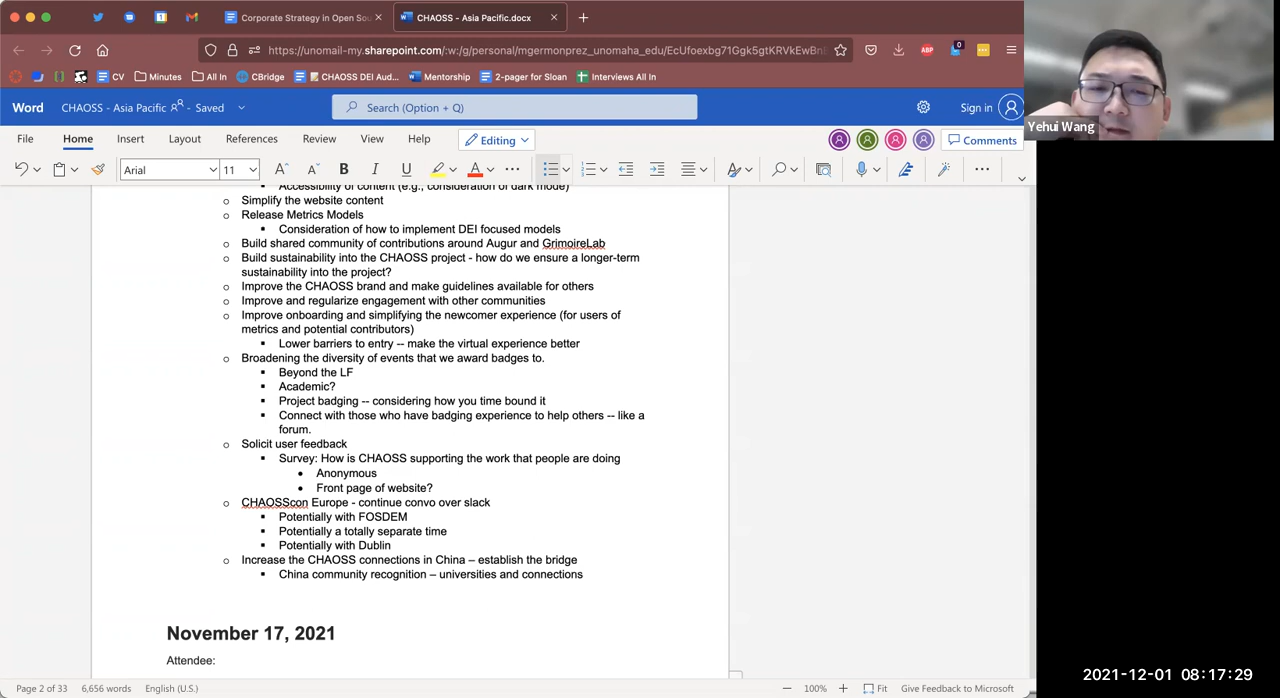 Corporate Strategy in Open Sou
CHAOSS - Asia Pacific.docx
https://unomail-my.sharepoint.com/:w:/g/personal/mgermonprez_unomaha_edu/EcUfoexbg71Ggk5gtKRVkEwBn
ABP
0
CV
Minutes
All In
CBridge
CHAOSS DEI Aud...
Mentorship
2-pager for Sloan
Interviews All In
Word
CHAOSS - Asia Pacific
- Saved
Search (Option + Q)
Sign in
File
Home
Insert
Layout
References
Review
View
Help
Editing
Comments
Arial
11
Accessibility of content (e.g., consideration of dark mode)
Simplify the website content
Release Metrics Models
Consideration of how to implement DEI focused models
Build shared community of contributions around Augur and GrimoireLab
Build sustainability into the CHAOSS project - how do we ensure a longer-term
sustainability into the project?
Improve the CHAOSS brand and make guidelines available for others
Improve and regularize engagement with other communities
Improve onboarding and simplifying the newcomer experience (for users of
metrics and potential contributors)
Lower barriers to entry -- make the virtual experience better
Broadening the diversity of events that we award badges to.
Beyond the LF
Academic?
Project badging -- considering how you time bound it
Connect with those who have badging experience to help others -- like a
forum.
Solicit user feedback
Survey: How is CHAOSS supporting the work that people are doing
Anonymous
Front page of website?
CHAOSScon Europe - continue convo over slack
Potentially with FOSDEM
Potentially a totally separate time
Potentially with Dublin
Increase the CHAOSS connections in China – establish the bridge
China community recognition – universities and connections
November 17, 2021
Attendee:
Page 2 of 33
6,656 words
English (U.S.)
100%
Fit
Give Feedback to Microsoft
Yehui Wang
2021-12-01 08:17:29